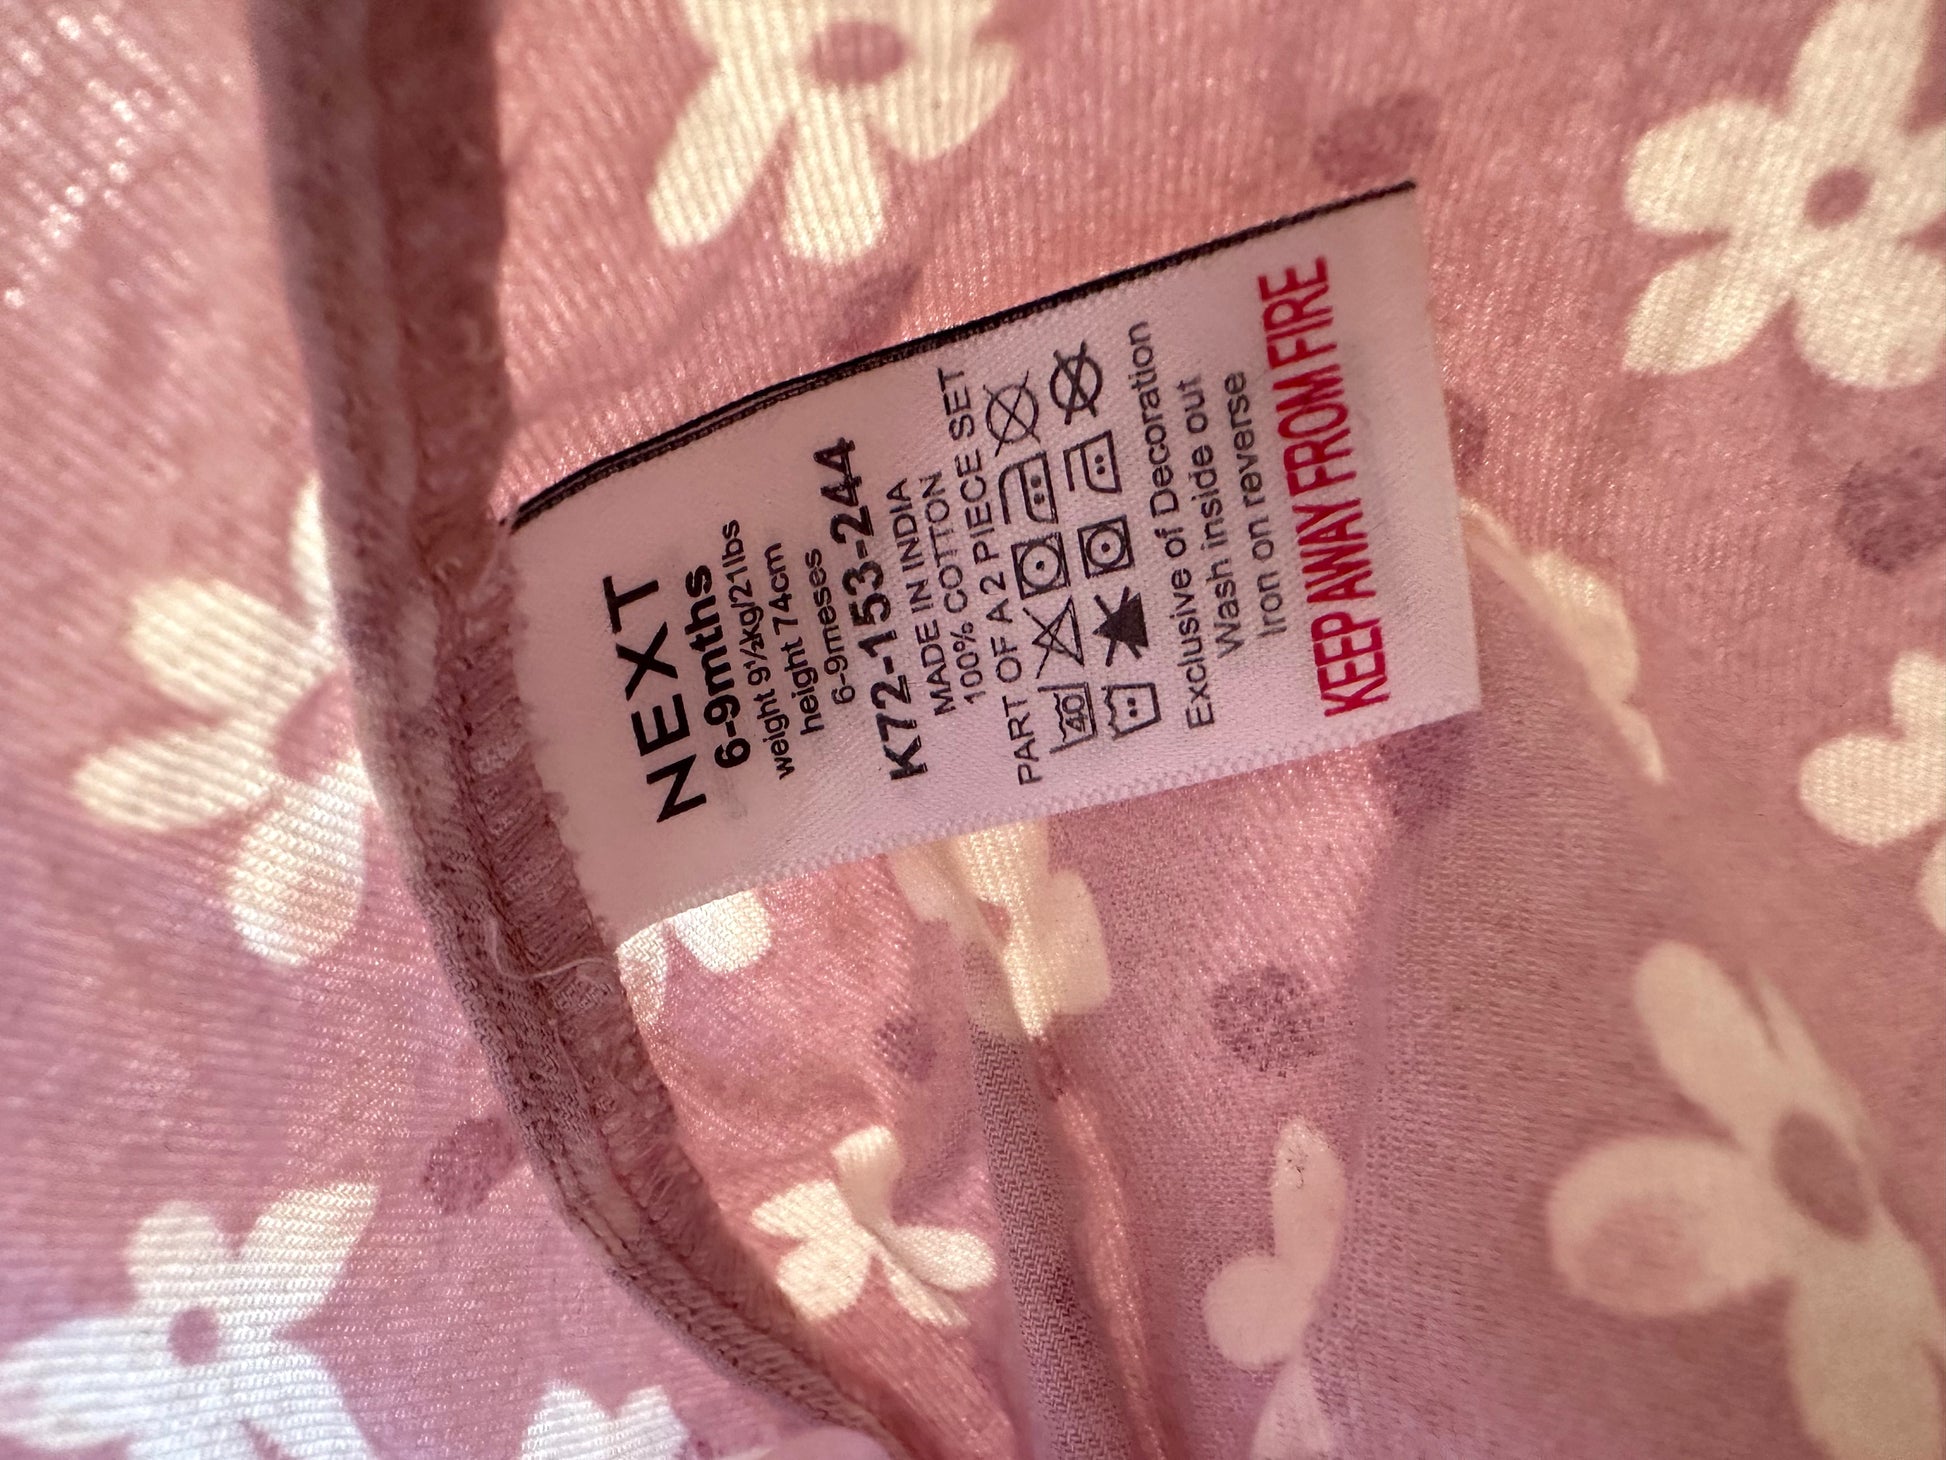 NEXT
6-9mths
weight 9½kg/21lbs
height 74cm
6-9meses
K72-153-244
MADE IN INDIA
100% COTTON
PART OF A 2 PIECE SET
40
Exclusive of Decoration
Wash inside out
Iron on reverse
KEEP AWAY FROM FIRE